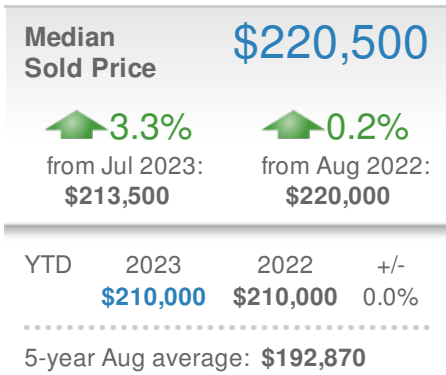 Median $220,500
Sold Price
3.3% 0.2%
from Jul 2023: from Aug 2022:
$213,500 $220,000
YTD 2023 2022 +/-
$210,000 $210,000 0.0%
5-year Aug average: $192,870